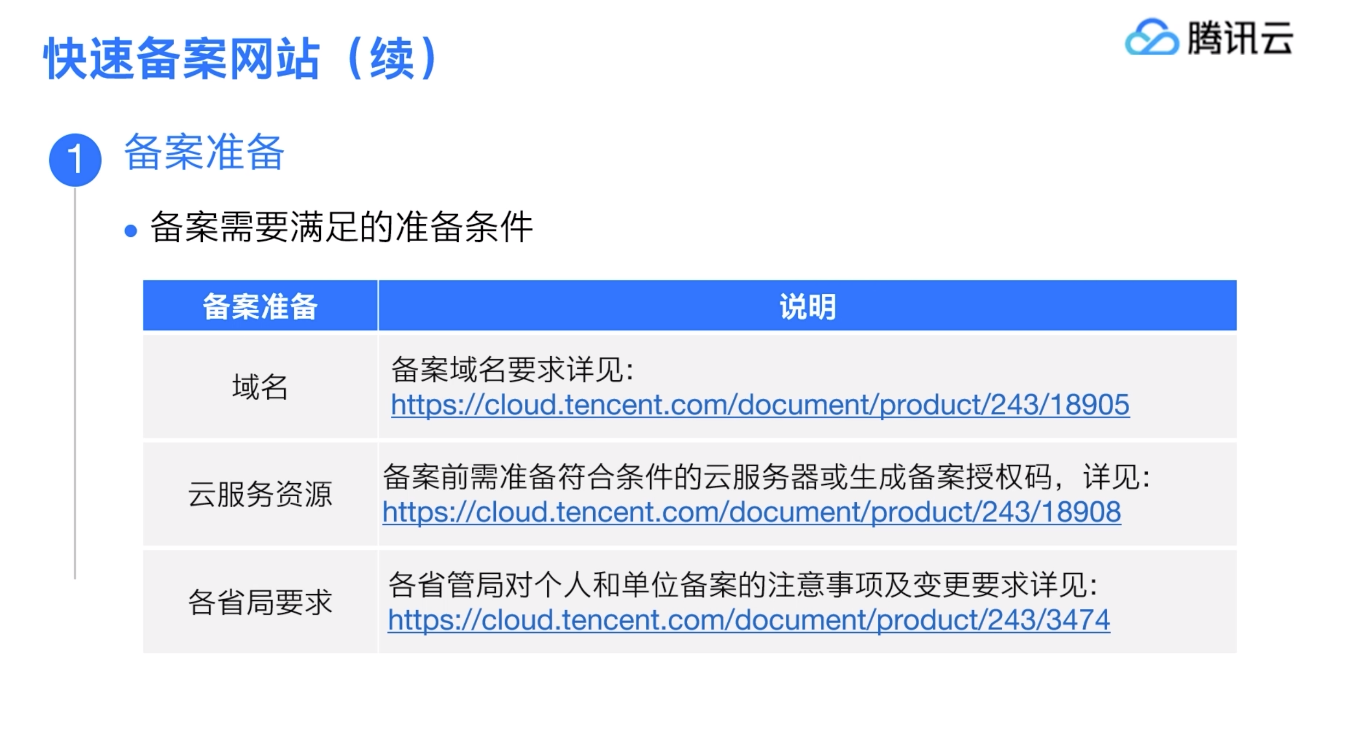 快速备案网站（续）
腾讯云
1
备案准备
• 备案需要满足的准备条件
备案准备
说明
域名
备案域名要求详见：
https://cloud.tencent.com/document/product/243/18905
云服务资源
备案前需准备符合条件的云服务器或生成备案授权码，详见：
https://cloud.tencent.com/document/product/243/18908
各省局要求
各省管局对个人和单位备案的注意事项及变更要求详见：
https://cloud.tencent.com/document/product/243/3474